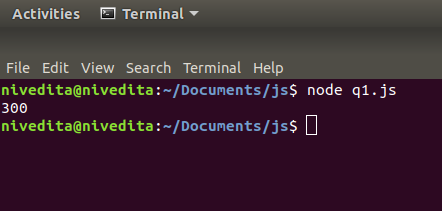 Activities Terminal
File Edit View Search Terminal Help
nivedita@nivedita:~/Documents/js$ node q1.js
300
nivedita@nivedita:~/Documents/js$